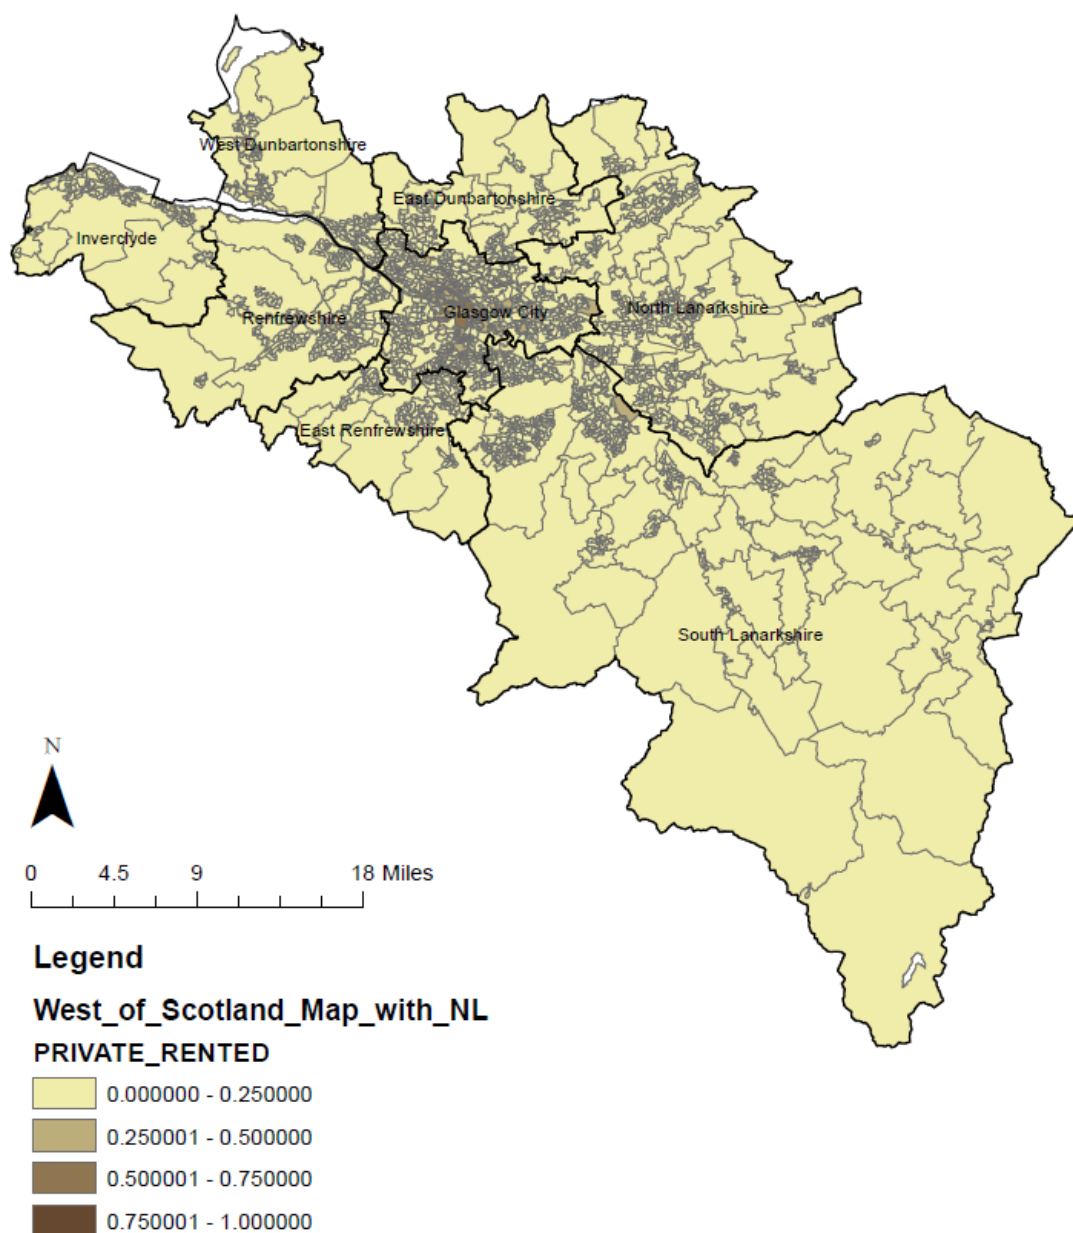 West Dunbartonshire
East Dunbartonshire
Inverclyde
Renfrewshire
Glasgow City
North Lanarkshire
East Renfrewshire
South Lanarkshire
N
0 4.5 9 18 Miles
Legend
West_of_Scotland_Map_with_NL
PRIVATE_RENTED
0.000000 - 0.250000
0.250001 - 0.500000
0.500001 - 0.750000
0.750001 - 1.000000